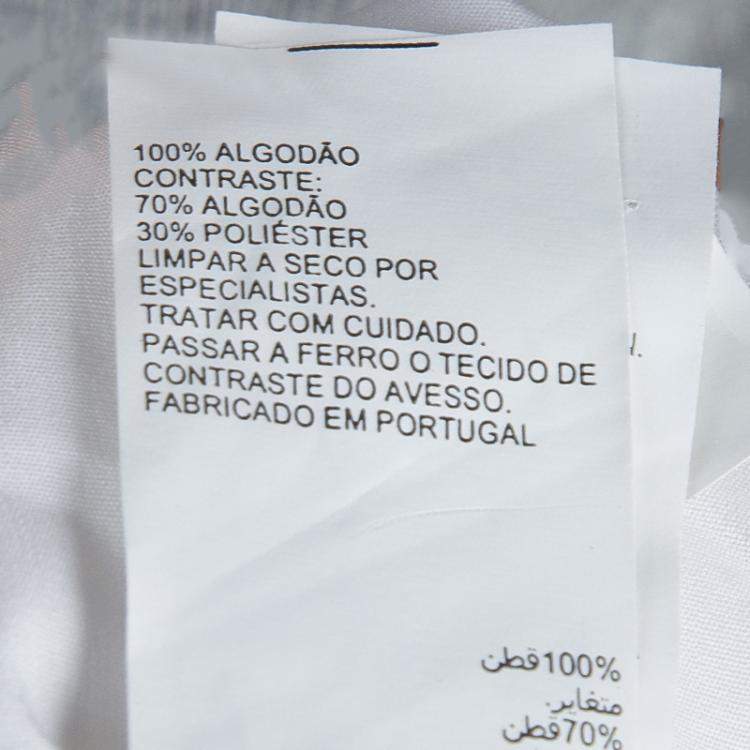 100% ALGODÃO
CONTRASTE:
70% ALGODÃO
30% POLIÉSTER
LIMPAR A SECO POR
ESPECIALISTAS.
TRATAR COM CUIDADO.
PASSAR A FERRO O TECIDO DE
CONTRASTE DO AVESSO.
FABRICADO EM PORTUGAL
100% قطن
متغاير.
70% قطن